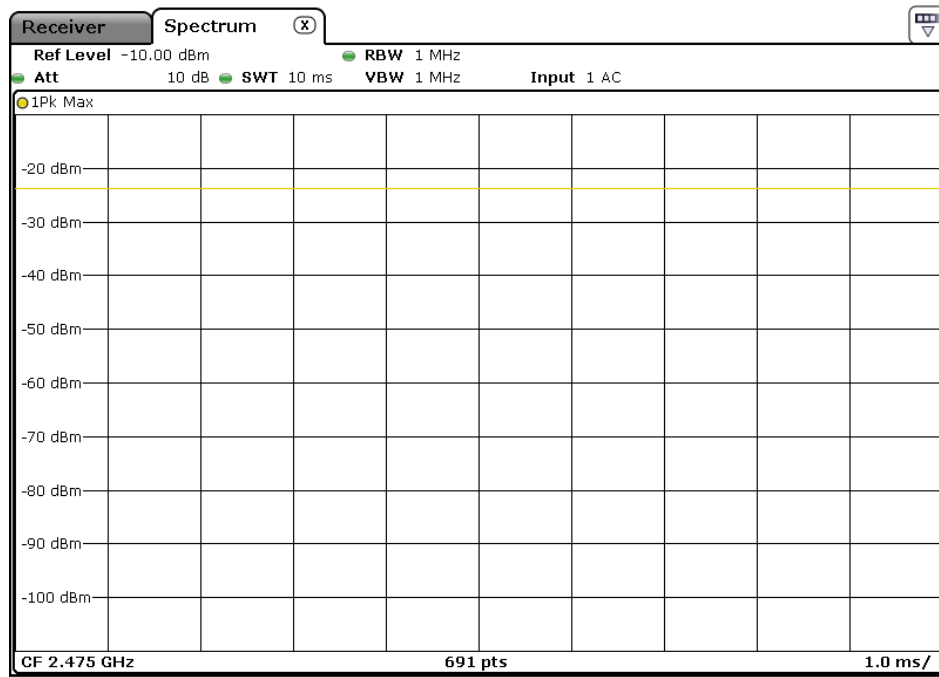 Receiver Spectrum X
Ref Level -10.00 dBm RBW 1 MHz
Att 10 dB SWT 10 ms VBW 1 MHz Input 1 AC
1Pk Max
-20 dBm
-30 dBm
-40 dBm
-50 dBm
-60 dBm
-70 dBm
-80 dBm
-90 dBm
-100 dBm
CF 2.475 GHz 691 pts 1.0 ms/